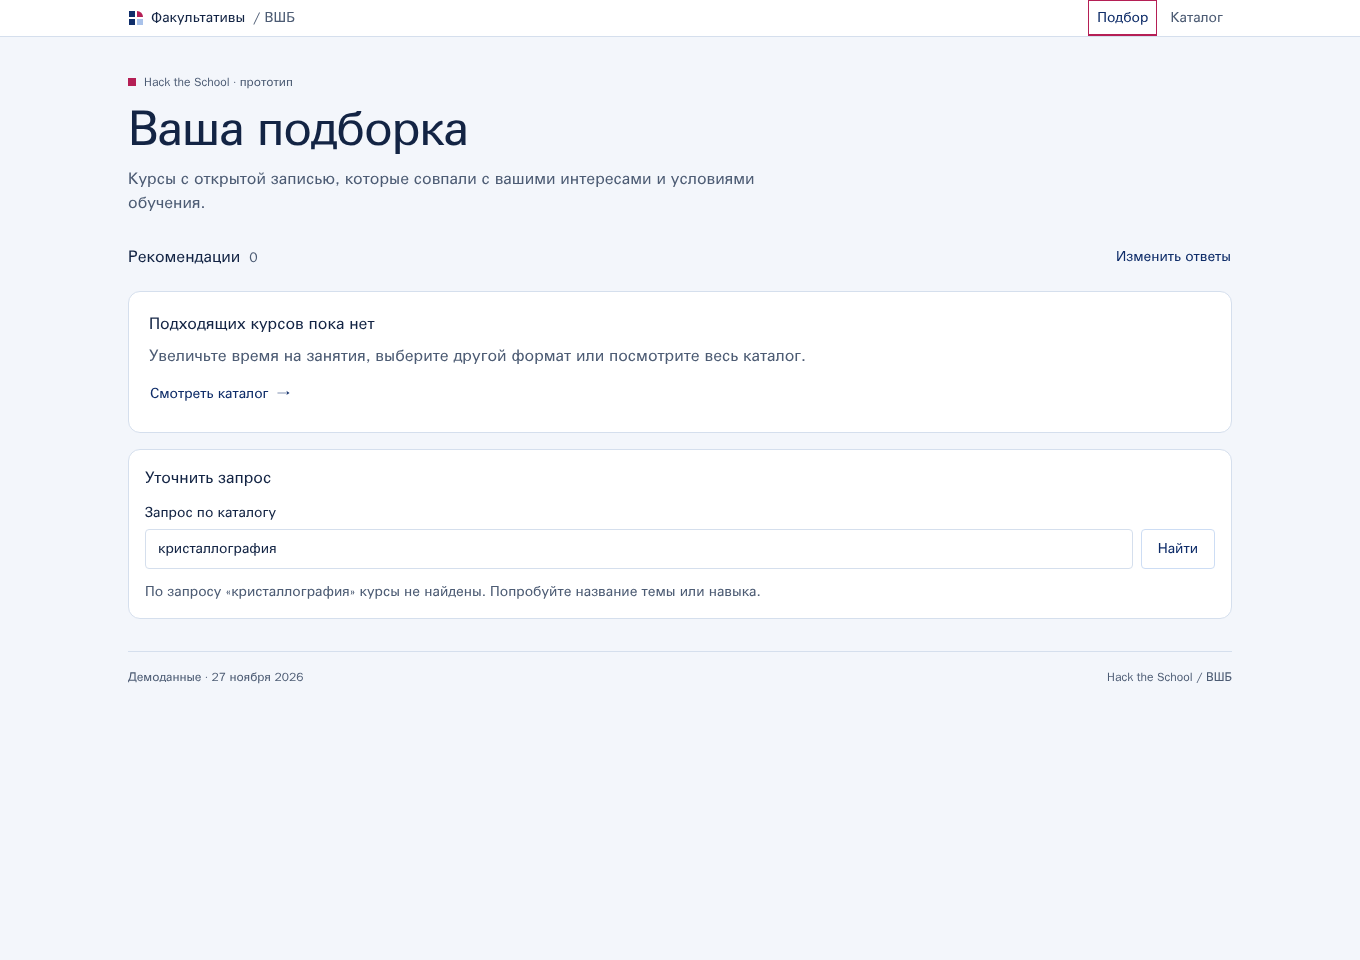 Факультативы / ВШБ
Подбор
Каталог
Hack the School · прототип
Ваша подборка
Курсы с открытой записью, которые совпали с вашими интересами и условиями
обучения.
Рекомендации 0
Изменить ответы
Подходящих курсов пока нет
Увеличьте время на занятия, выберите другой формат или посмотрите весь каталог.
Смотреть каталог →
Уточнить запрос
Запрос по каталогу
кристаллография
Найти
По запросу «кристаллография» курсы не найдены. Попробуйте название темы или навыка.
Демоданные · 27 ноября 2026
Hack the School / ВШБ